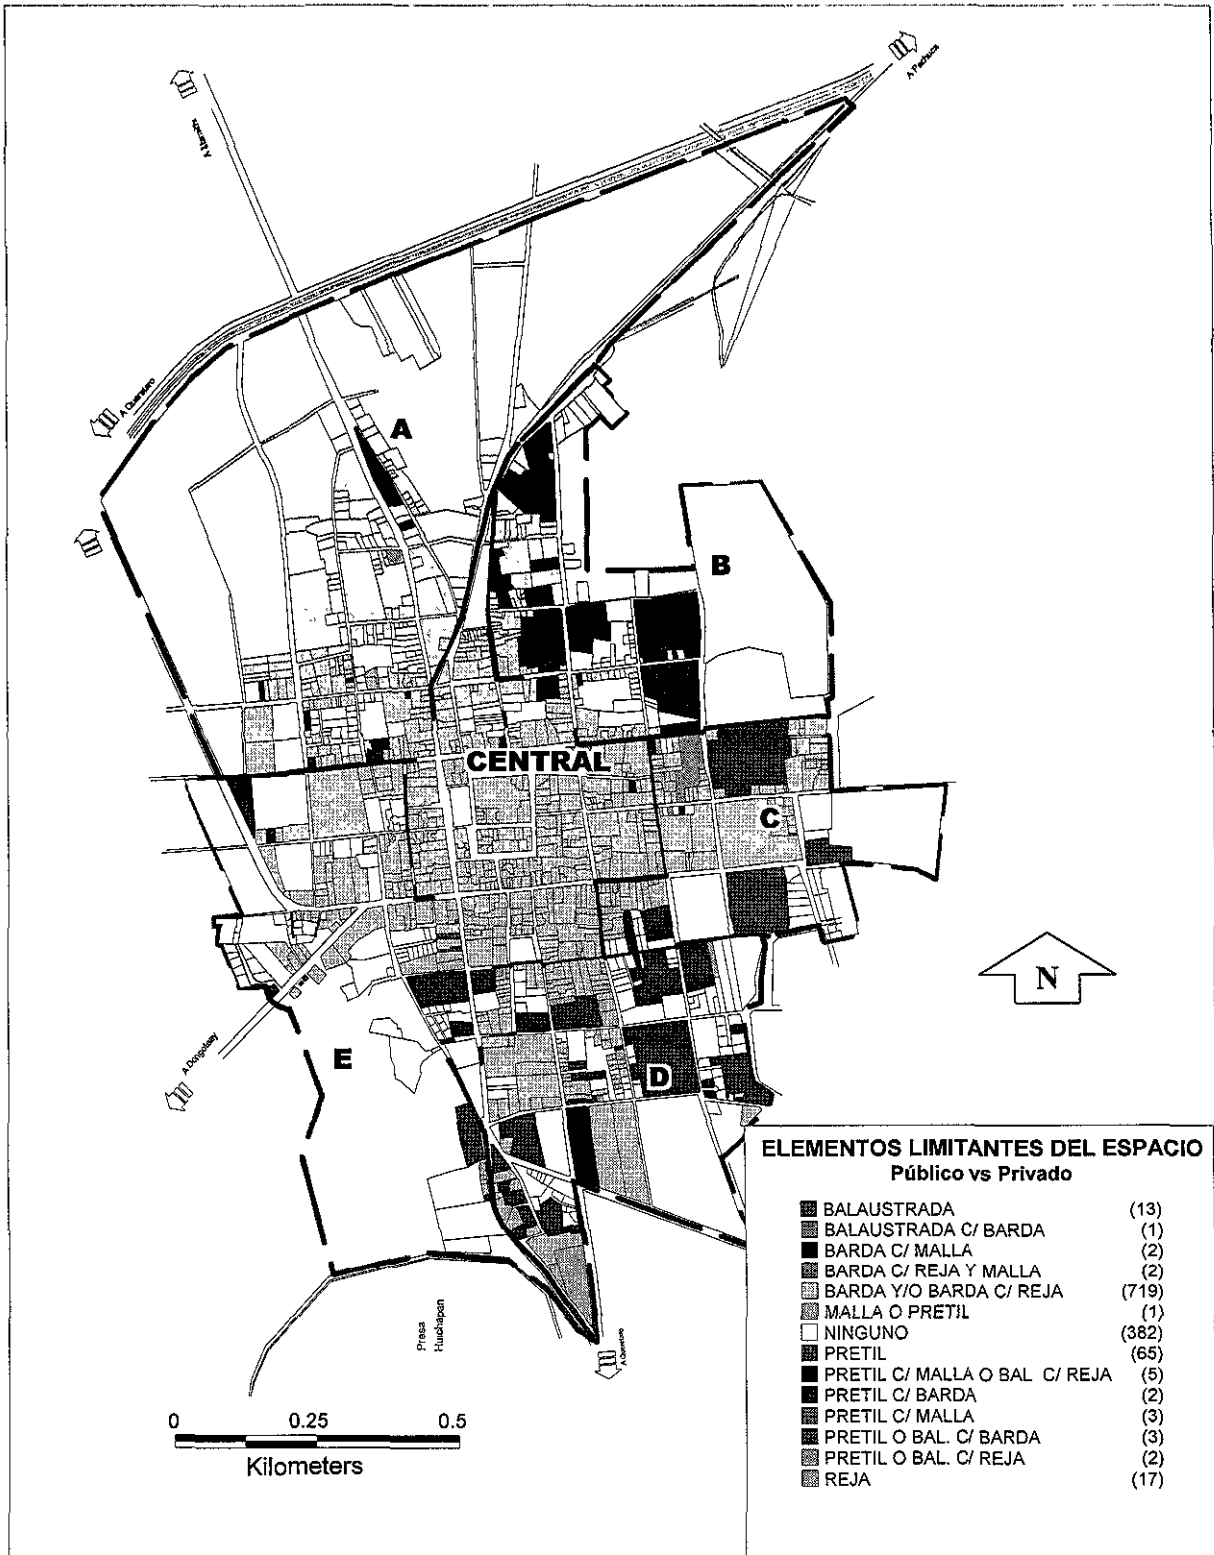 A Pachuca
A Querétaro
A
B
CENTRAL
C
E
D
N
A Dongoteay
Presa
Huichapan
A Queretaro
0 0.25 0.5
Kilometers
ELEMENTOS LIMITANTES DEL ESPACIO
Público vs Privado
BALAUSTRADA (13)
BALAUSTRADA C/ BARDA (1)
BARDA C/ MALLA (2)
BARDA C/ REJA Y MALLA (2)
BARDA Y/O BARDA C/ REJA (719)
MALLA O PRETIL (1)
NINGUNO (382)
PRETIL (65)
PRETIL C/ MALLA O BAL C/ REJA (5)
PRETIL C/ BARDA (2)
PRETIL C/ MALLA (3)
PRETIL O BAL. C/ BARDA (3)
PRETIL O BAL. C/ REJA (2)
REJA (17)